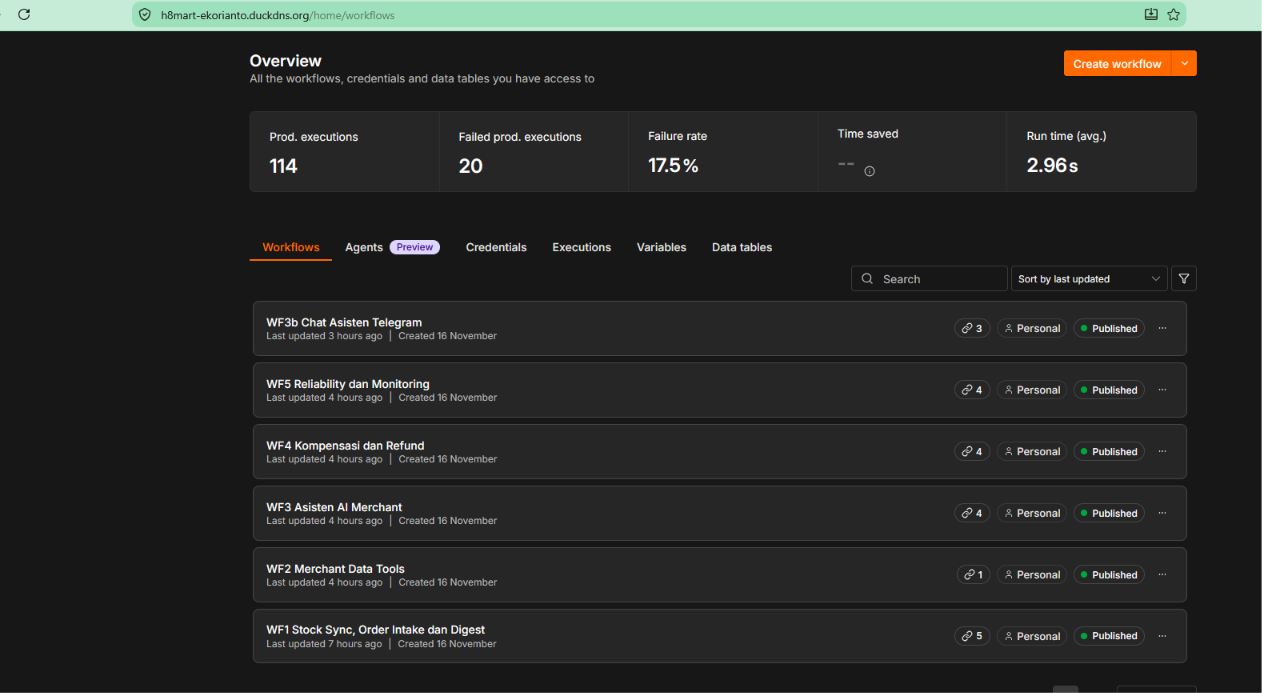 h8mart-ekorianto.duckdns.org/home/workflows
Overview
All the workflows, credentials and data tables you have access to
Create workflow
Prod. executions
114
Failed prod. executions
20
Failure rate
17.5%
Time saved
--
Run time (avg.)
2.96s
Workflows Agents Preview Credentials Executions Variables Data tables
Search Sort by last updated
WF3b Chat Asisten Telegram
Last updated 3 hours ago | Created 16 November
3 Personal Published
WF5 Reliability dan Monitoring
Last updated 4 hours ago | Created 16 November
4 Personal Published
WF4 Kompensasi dan Refund
Last updated 4 hours ago | Created 16 November
4 Personal Published
WF3 Asisten AI Merchant
Last updated 4 hours ago | Created 16 November
4 Personal Published
WF2 Merchant Data Tools
Last updated 4 hours ago | Created 16 November
1 Personal Published
WF1 Stock Sync, Order Intake dan Digest
Last updated 7 hours ago | Created 16 November
5 Personal Published